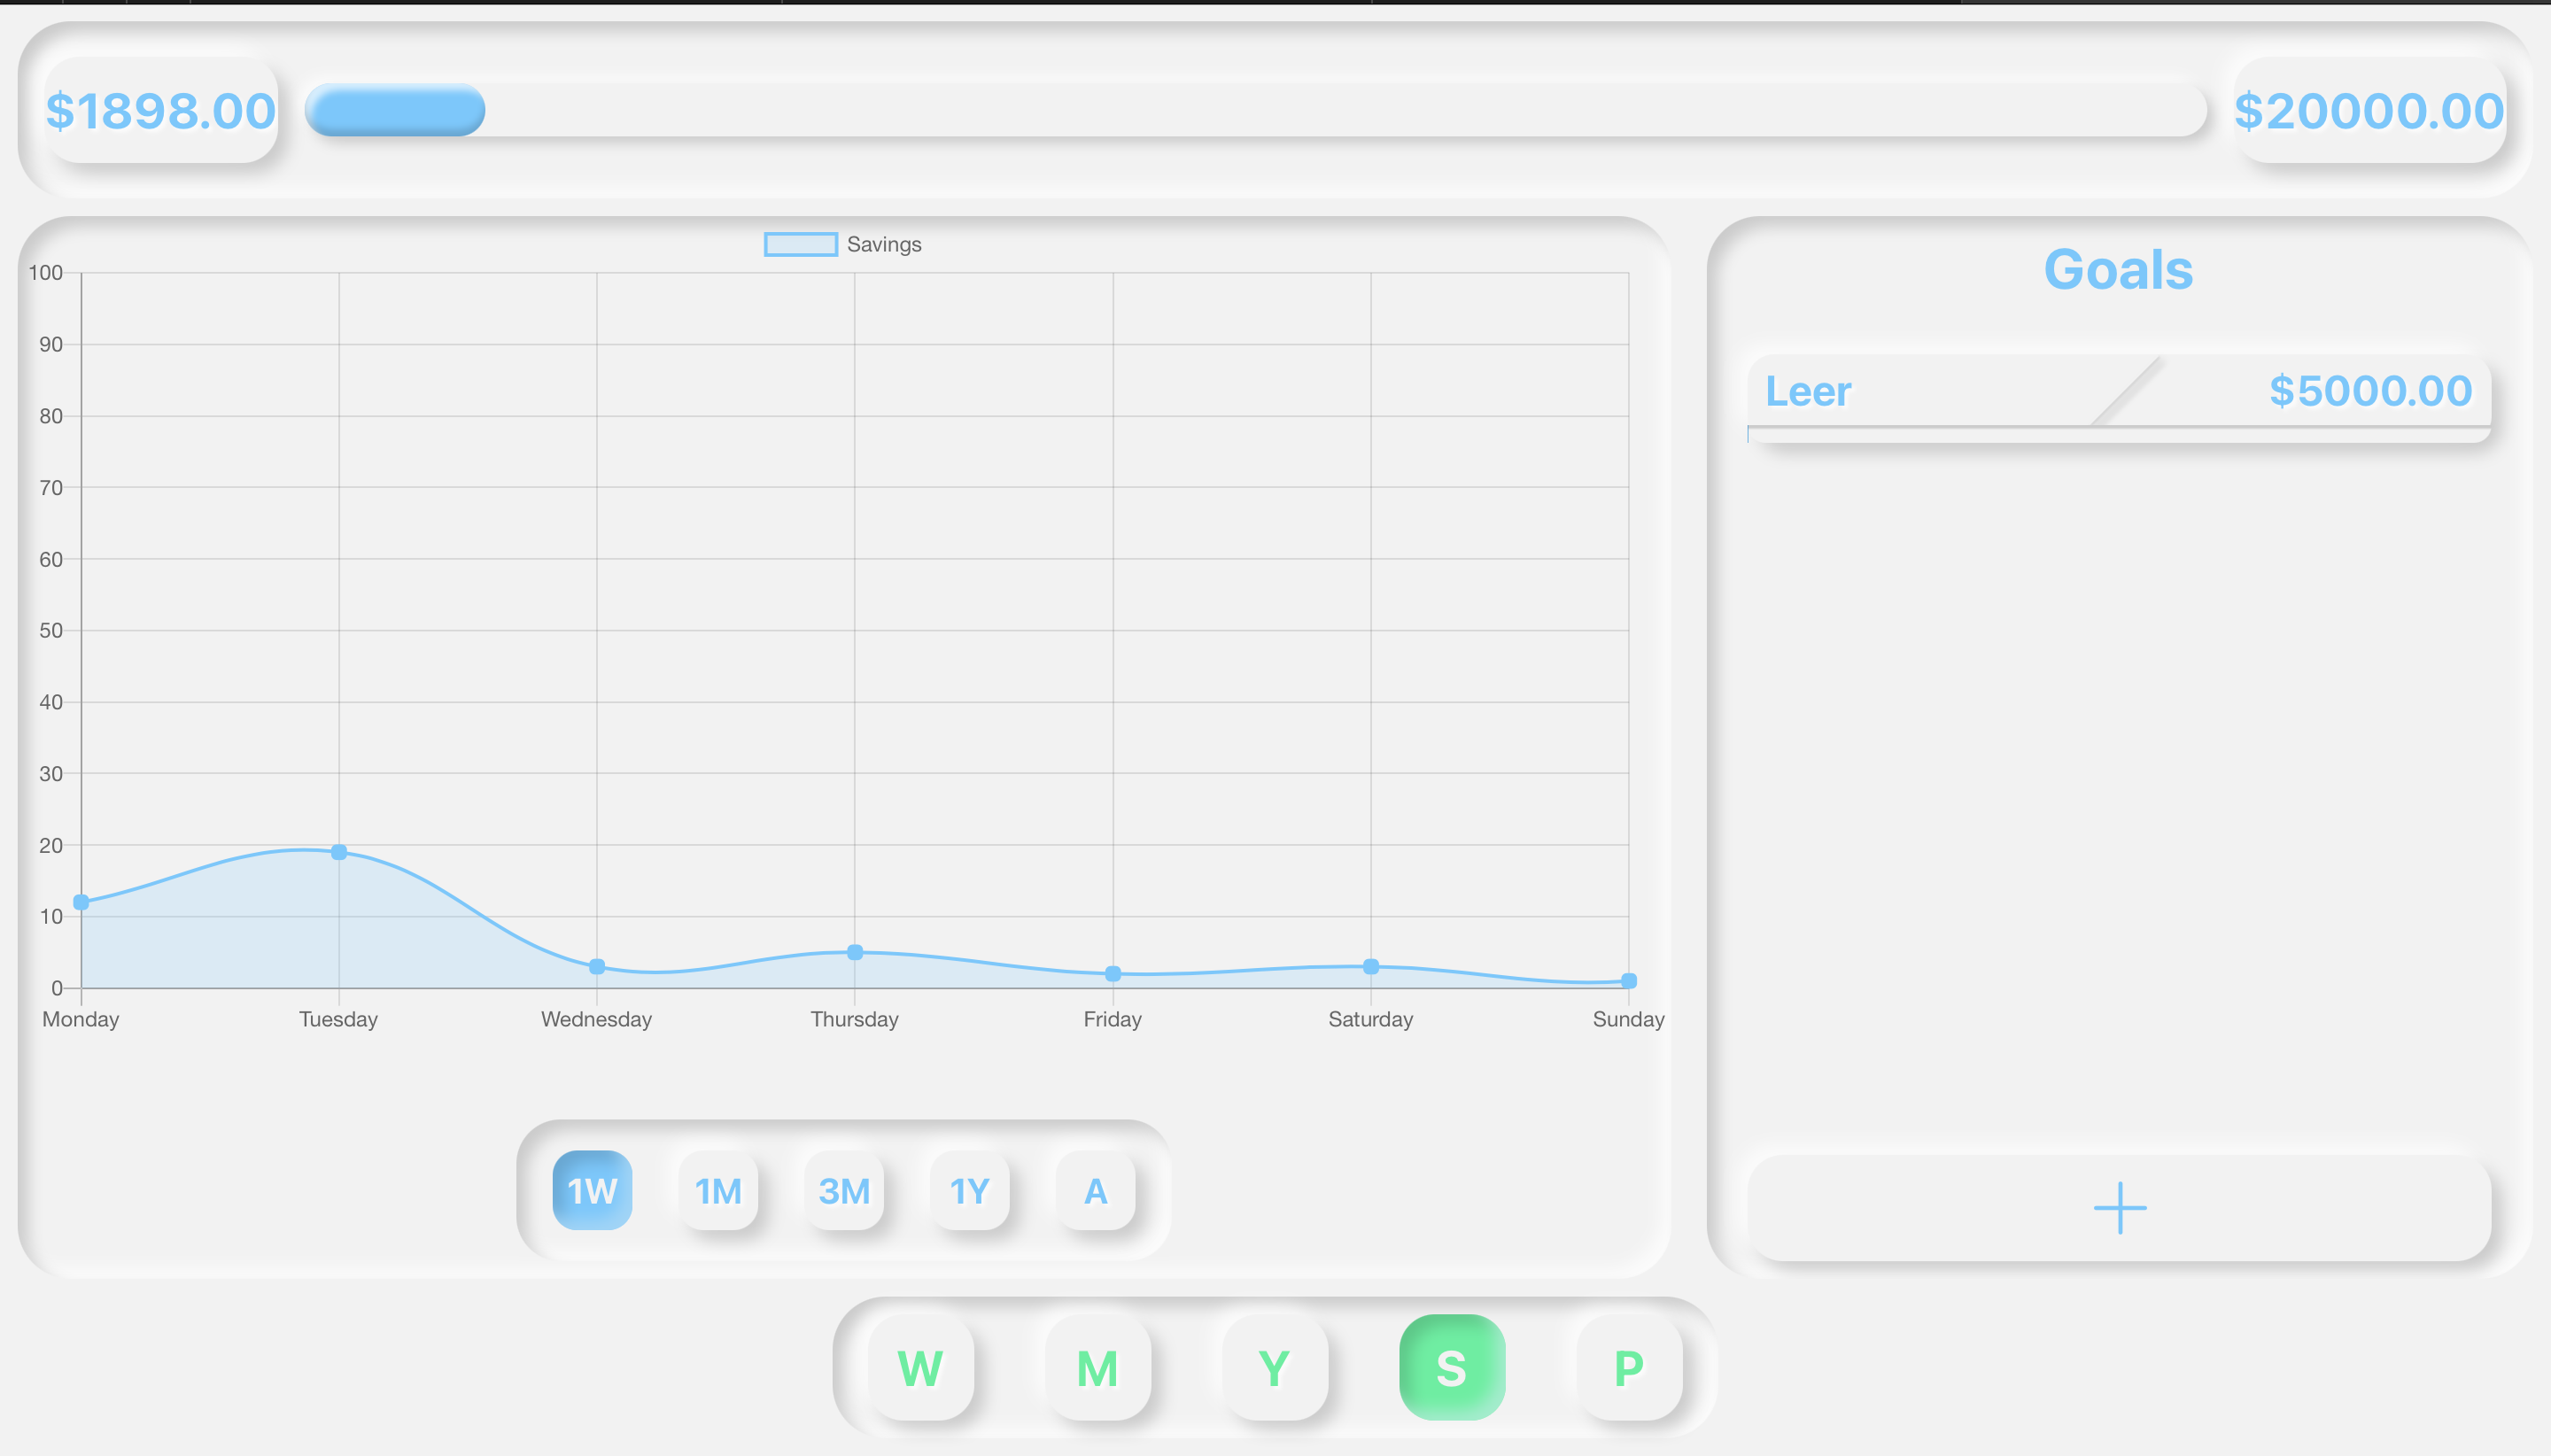 $1898.00
$20000.00
Savings
100
90
80
70
60
50
40
30
20
10
0
Monday Tuesday Wednesday Thursday Friday Saturday Sunday
1W 1M 3M 1Y A
Goals
Leer $5000.00
W M Y S P